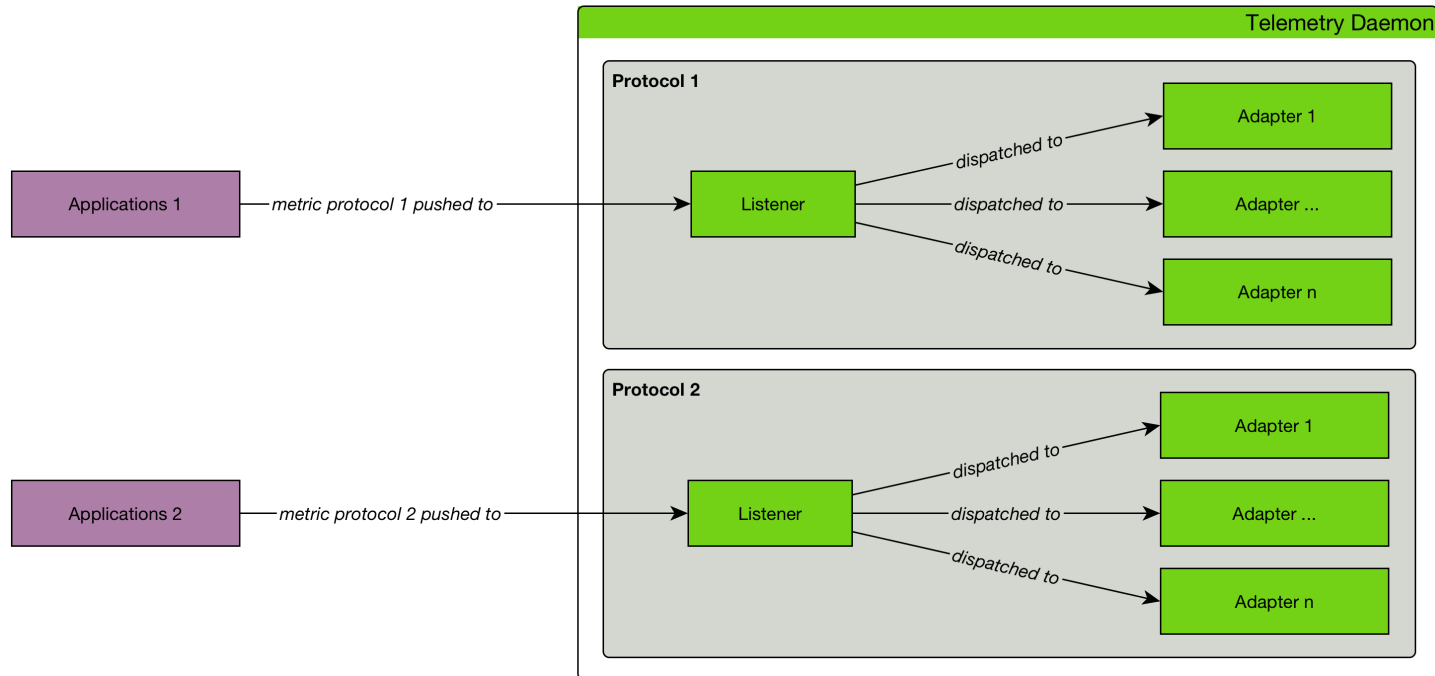 Telemetry Daemon
Protocol 1
Applications 1
metric protocol 1 pushed to
Listener
dispatched to
Adapter 1
dispatched to
Adapter ...
dispatched to
Adapter n
Protocol 2
Applications 2
metric protocol 2 pushed to
Listener
dispatched to
Adapter 1
dispatched to
Adapter ...
dispatched to
Adapter n